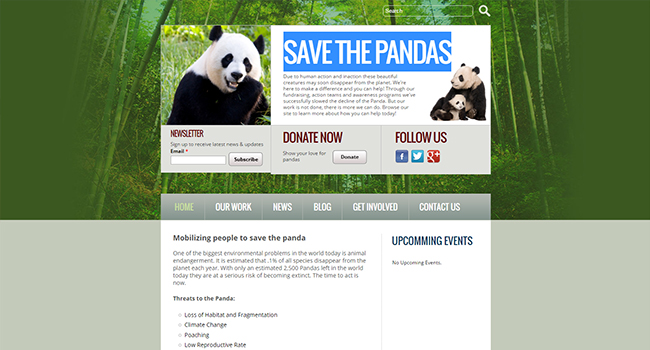 Search
SAVE THE PANDAS
Due to human action and inaction these beautiful
creatures may soon disappear from the planet. We're
here to make a difference and you can help! Through our
fundraising, action teams and awareness programs we've
successfully slowed the decline of the Panda. But our
work is not done, there is more we can do. Browse our
site to learn more about how you can help today!
NEWSLETTER
Sign up to receive latest news & updates
Email *
Subscribe
DONATE NOW
Show your love for
pandas
Donate
FOLLOW US
HOME
OUR WORK
NEWS
BLOG
GET INVOLVED
CONTACT US
Mobilizing people to save the panda
One of the biggest environmental problems in the world today is animal
endangerment. It is estimated that .1% of all species disappear from the
planet each year. With only an estimated 2,500 Pandas left in the world
today they are at a serious risk of becoming extinct. The time to act is
now.
Threats to the Panda:
Loss of Habitat and Fragmentation
Climate Change
Poaching
Low Reproductive Rate
UPCOMMING EVENTS
No Upcoming Events.